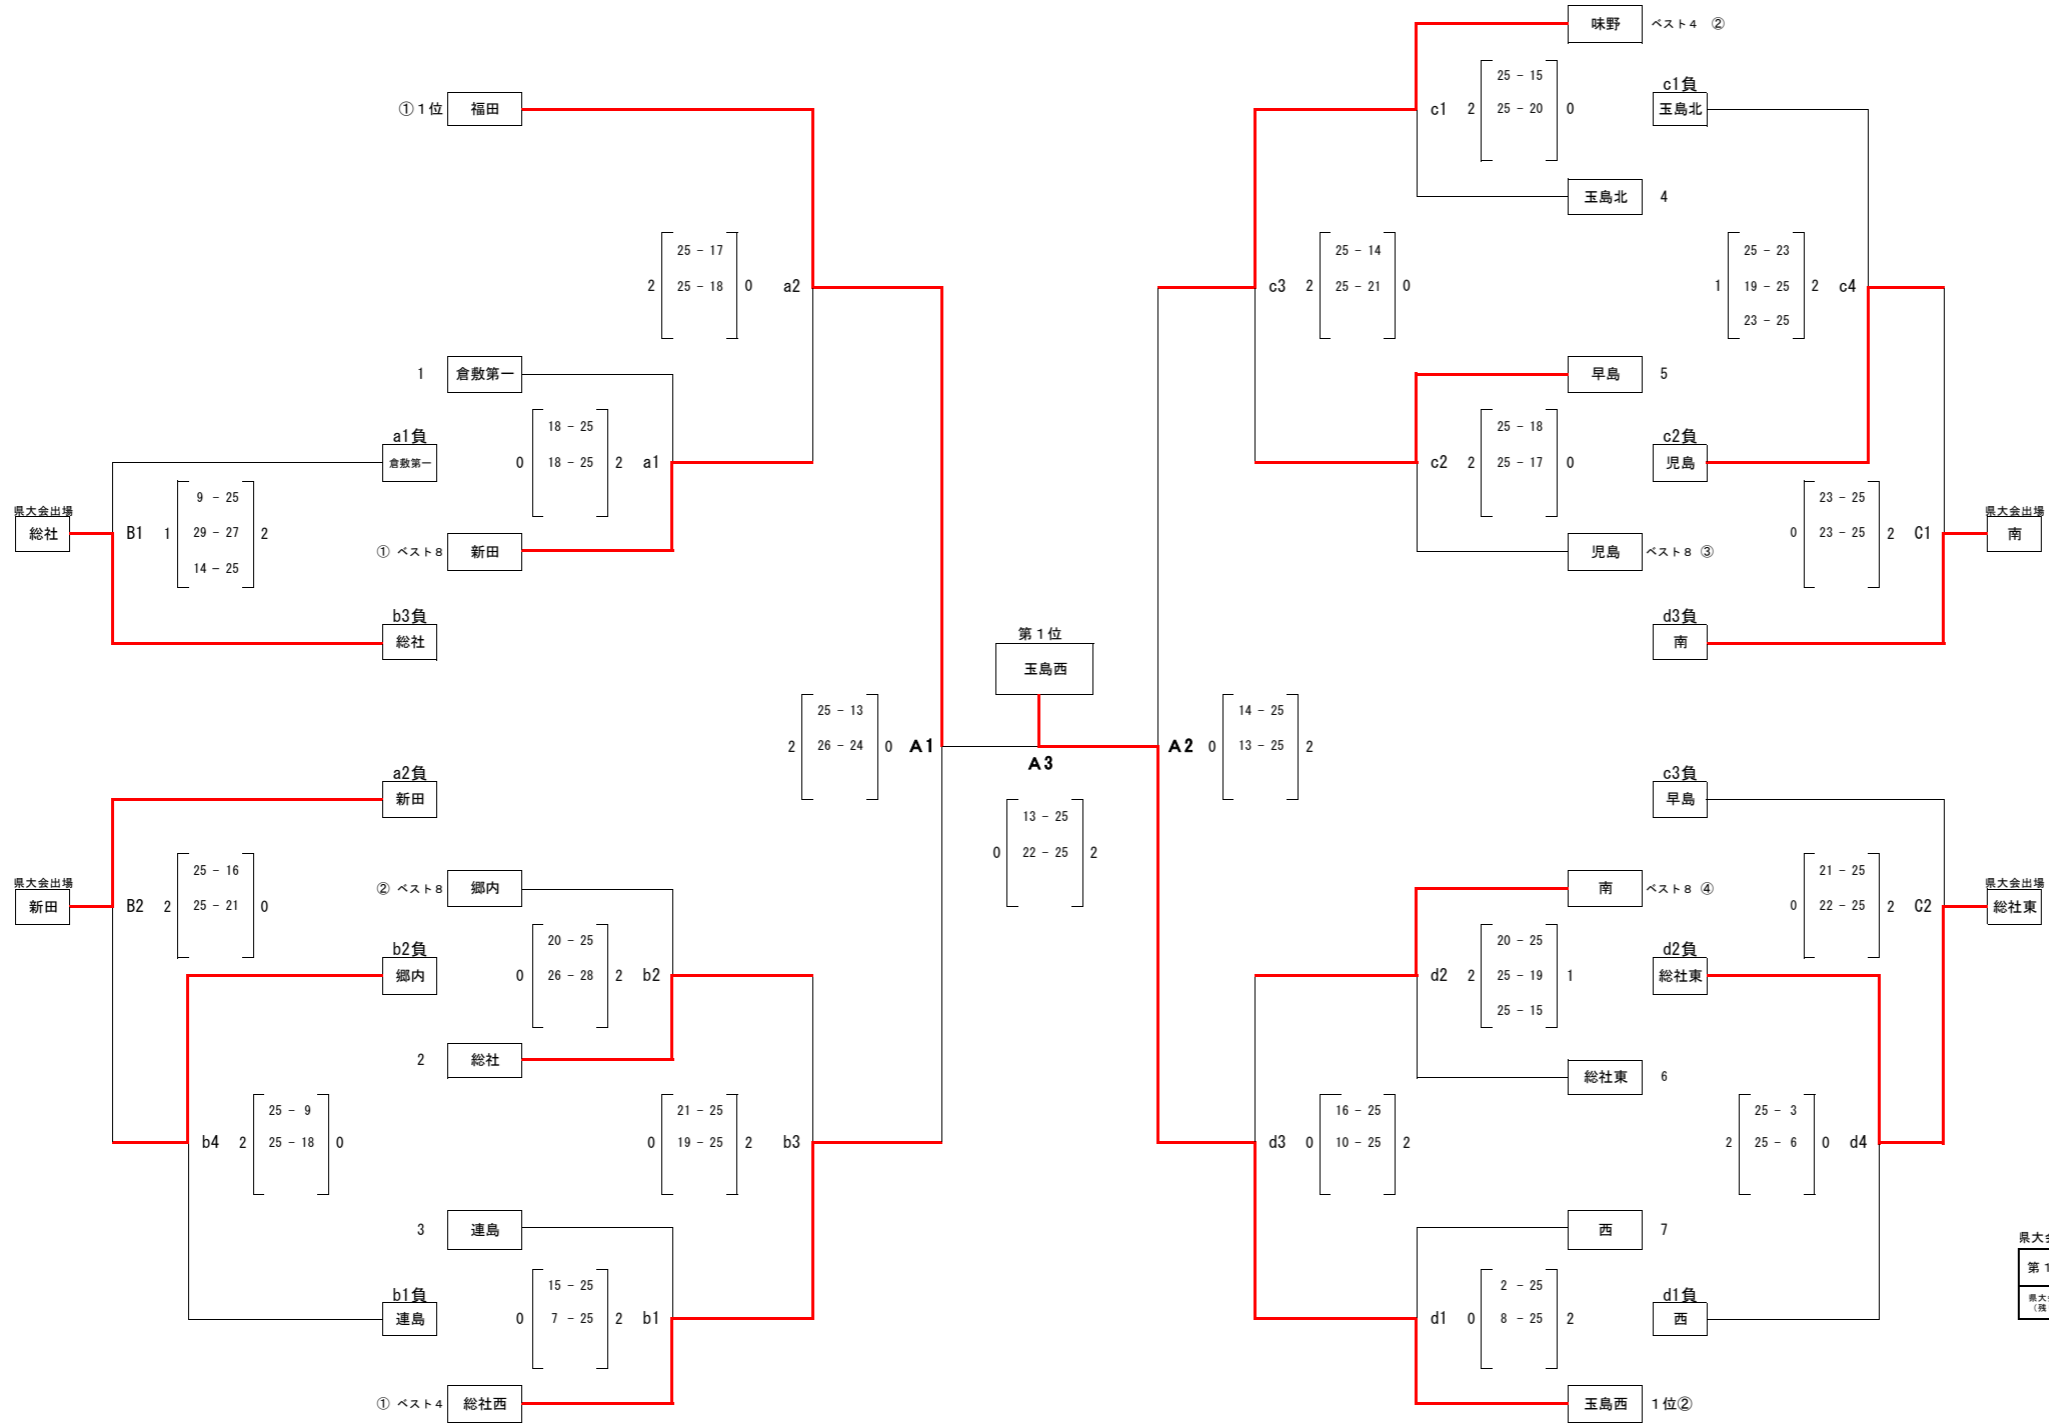 ①１位 福田
2 25 - 17 0 a2
25 - 18
1 倉敷第一
0 18 - 25 2 a1
18 - 25
① ベスト８ 新田
a1負
倉敷第一
県大会出場
総社
B1 1 9 - 25 2
29 - 27
14 - 25
b3負
総社
2 25 - 13 0 A1
26 - 24
a2負
新田
県大会出場
新田
B2 2 25 - 16 0
25 - 21
② ベスト８ 郷内
b2負
郷内
0 20 - 25 2 b2
26 - 28
2 総社
b4 2 25 - 9 0
25 - 18
0 21 - 25 2 b3
19 - 25
3 連島
b1負
連島
0 15 - 25 2 b1
7 - 25
① ベスト４ 総社西
第１位
玉島西
A3
0 13 - 25 2
22 - 25
味野 ベスト４ ②
c1 2 25 - 15 0
25 - 20
c1負
玉島北
玉島北 4
c3 2 25 - 14 0
25 - 21
1 25 - 23 2 c4
19 - 25
23 - 25
早島 5
c2 2 25 - 18 0
25 - 17
c2負
児島
児島 ベスト８ ③
0 23 - 25 2 C1
23 - 25
県大会出場
南
d3負
南
A2 0 14 - 25 2
13 - 25
c3負
早島
南 ベスト８ ④
0 21 - 25 2 C2
22 - 25
県大会出場
総社東
d2 2 20 - 25 1
25 - 19
25 - 15
d2負
総社東
総社東 6
d3 0 16 - 25 2
10 - 25
2 25 - 3 0 d4
25 - 6
西 7
d1 0 2 - 25 2
8 - 25
d1負
西
玉島西 １位②
県大
第１
県大
（残